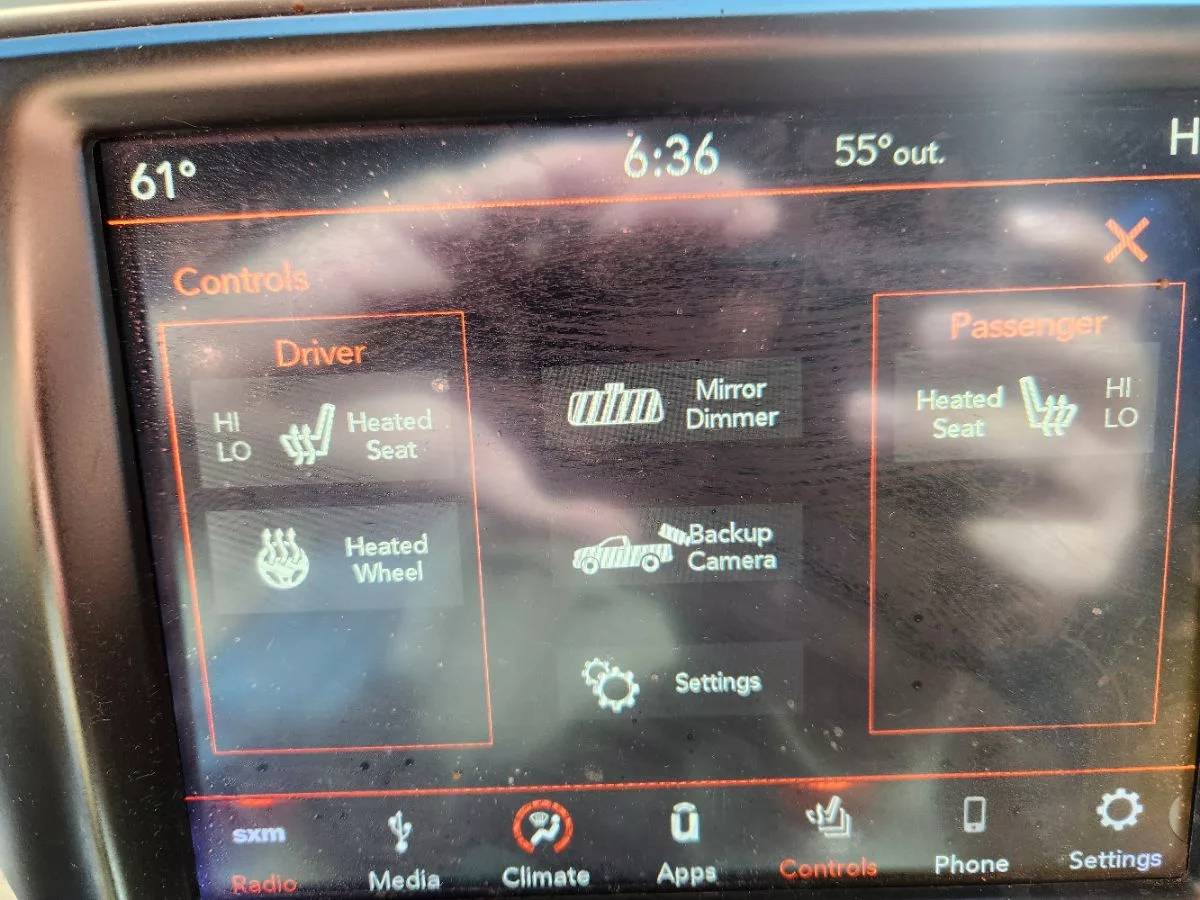 61° 6:36 55° out. H
Controls
Driver
HI
LO
Heated
Seat
Heated
Wheel
Mirror
Dimmer
Backup
Camera
Settings
Passenger
Heated
Seat
HI
LO
sxm
Radio Media Climate Apps Controls Phone Settings